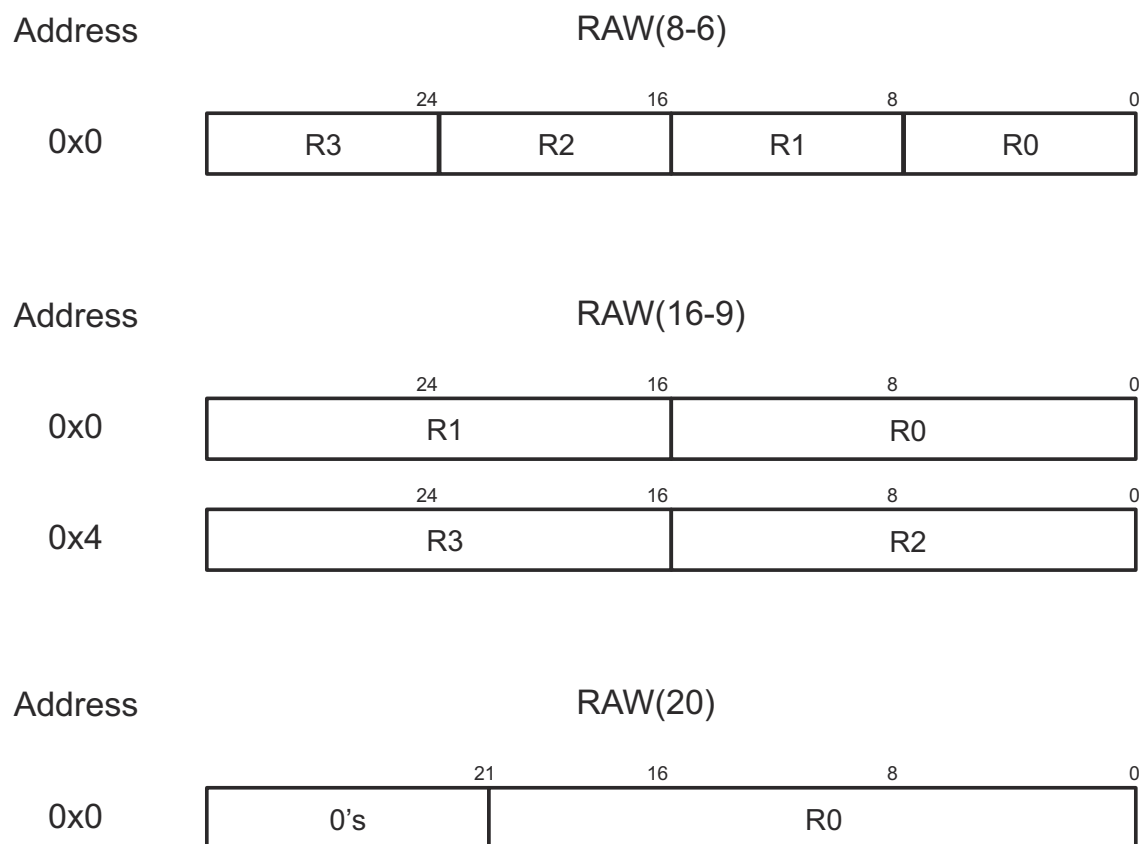 Address RAW(8-6)
24 16 8 0
0x0 R3 R2 R1 R0
Address RAW(16-9)
24 16 8 0
0x0 R1 R0
24 16 8 0
0x4 R3 R2
Address RAW(20)
21 16 8 0
0x0 0’s R0